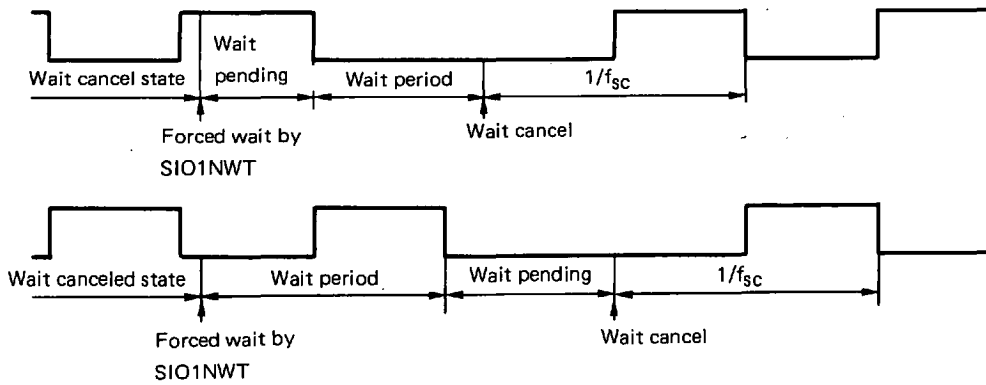 Wait
pending
Wait cancel state
Wait period
1/fsc
Forced wait by
SIO1NWT
Wait cancel
Wait canceled state
Wait period
Wait pending
1/fsc
Forced wait by
SIO1NWT
Wait cancel